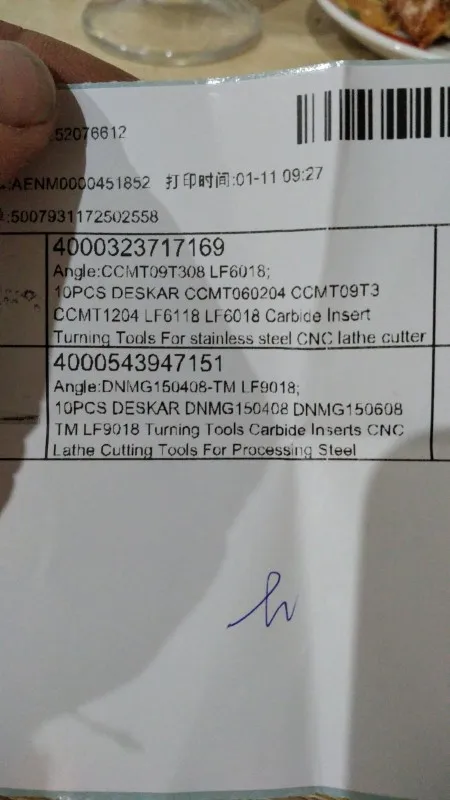 52076612
:AENM0000451852 打印时间:01-11 09:27
:5007931172502558
4000323717169
Angle:CCMT09T308 LF6018;
10PCS DESKAR CCMT060204 CCMT09T3
CCMT1204 LF6118 LF6018 Carbide Insert
Turning Tools For stainless steel CNC lathe cutter
4000543947151
Angle:DNMG150408-TM LF9018;
10PCS DESKAR DNMG150408 DNMG150608
TM LF9018 Turning Tools Carbide Inserts CNC
Lathe Cutting Tools For Processing Steel